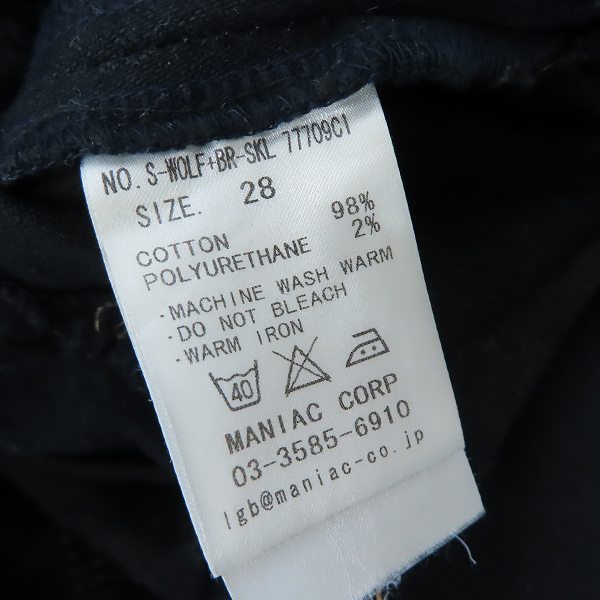 NO. S-WOLF+BR-SKL 77709C1
SIZE. 28
COTTON 98%
POLYURETHANE 2%
-MACHINE WASH WARM
-DO NOT BLEACH
-WARM IRON
40
MANIAC CORP
03-3585-6910
lgb@maniac-co.jp